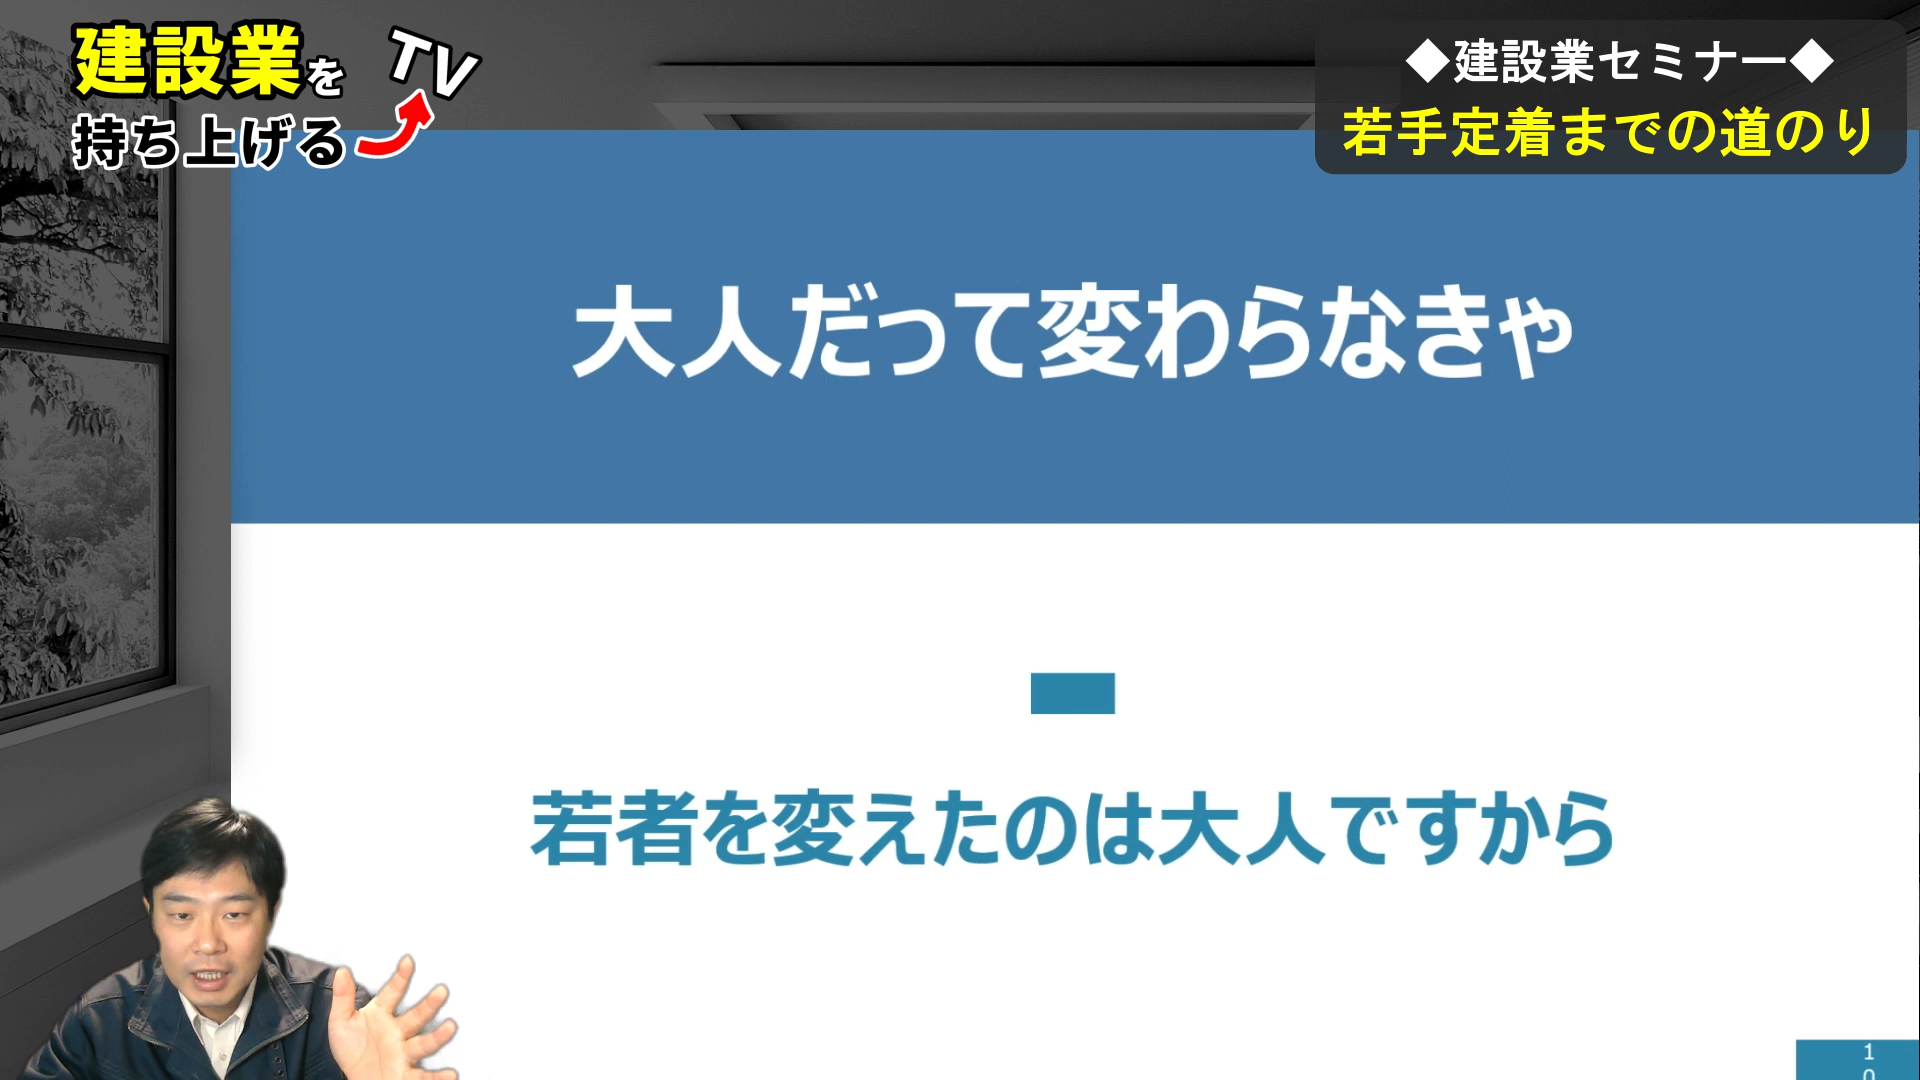 建設業を
持ち上げる
TV
◆建設業セミナー◆
若手定着までの道のり
大人だって変わらなきゃ
若者を変えたのは大人ですから
1
0